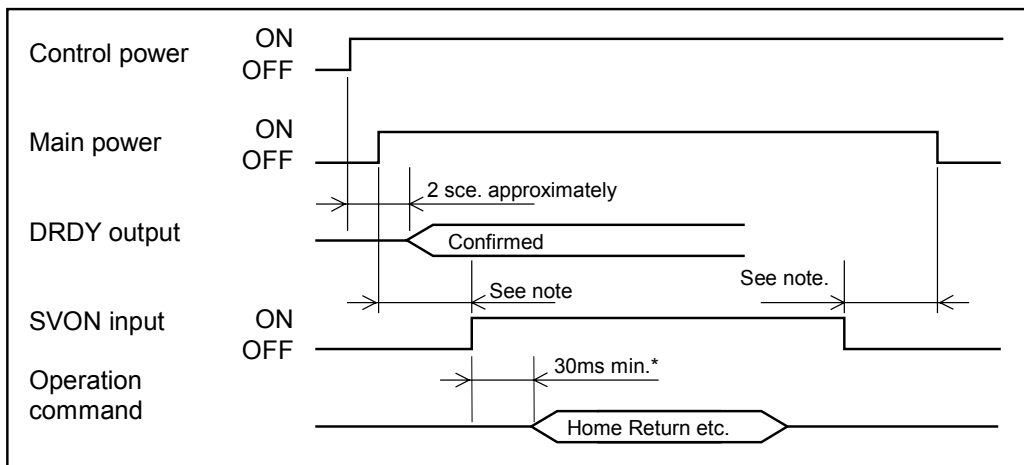 Control power
ON
OFF
Main power
ON
OFF
2 sce. approximately
DRDY output
Confirmed
See note
See note.
SVON input
ON
OFF
30ms min.*
Operation
command
Home Return etc.